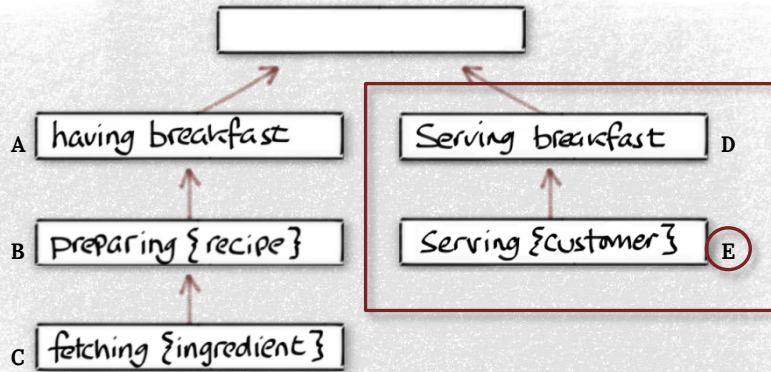 A having breakfast
Serving breakfast D
B preparing {recipe}
Serving {customer} E
C fetching {ingredient}